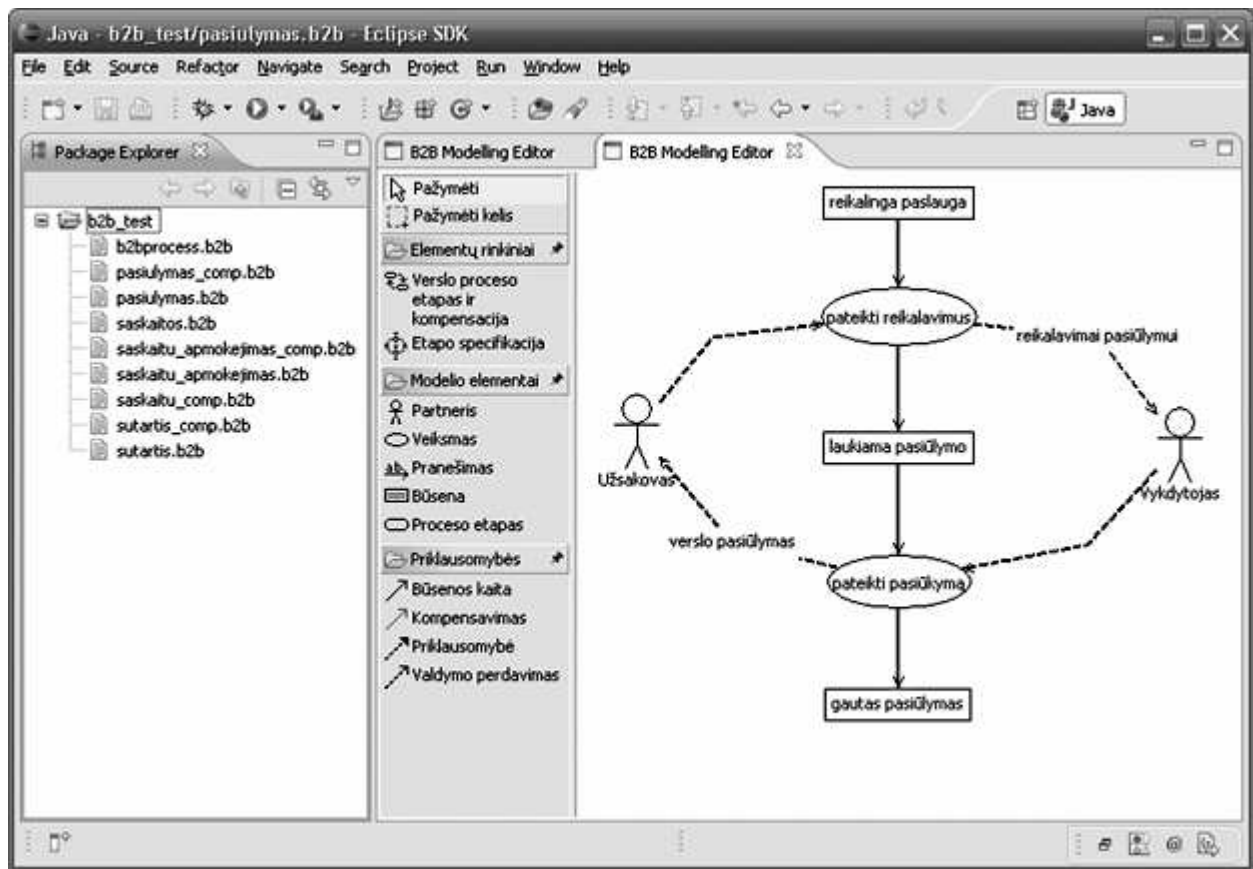 Java - b2b_test/pasiulymas.b2b - Eclipse SDK
File Edit Source Refactor Navigate Search Project Run Window Help
Java
Package Explorer
b2b_test
b2bprocess.b2b
pasiulymas_comp.b2b
pasiulymas.b2b
saskaitos.b2b
saskaitu_apmokejimas_comp.b2b
saskaitu_apmokejimas.b2b
saskaitu_comp.b2b
sutartis_comp.b2b
sutartis.b2b
B2B Modelling Editor
Pažymėti
Pažymėti kelis
Elementų rinkiniai
Verslo proceso
etapas ir
kompensacija
Etapo specifikacija
Modelio elementai
Partneris
Veiksmas
ab
Pranešimas
Būsena
Proceso etapas
Priklausomybės
Būsenos kaita
Kompensavimas
Priklausomybė
Valdymo perdavimas
B2B Modelling Editor
reikalinga paslauga
pateikti reikalavimus
reikalavimai pasiūlymui
Užsakovas
laukiama pasiūlymo
Vykdytojas
verslo pasiūlymas
pateikti pasiūkymą
gautas pasiūlymas